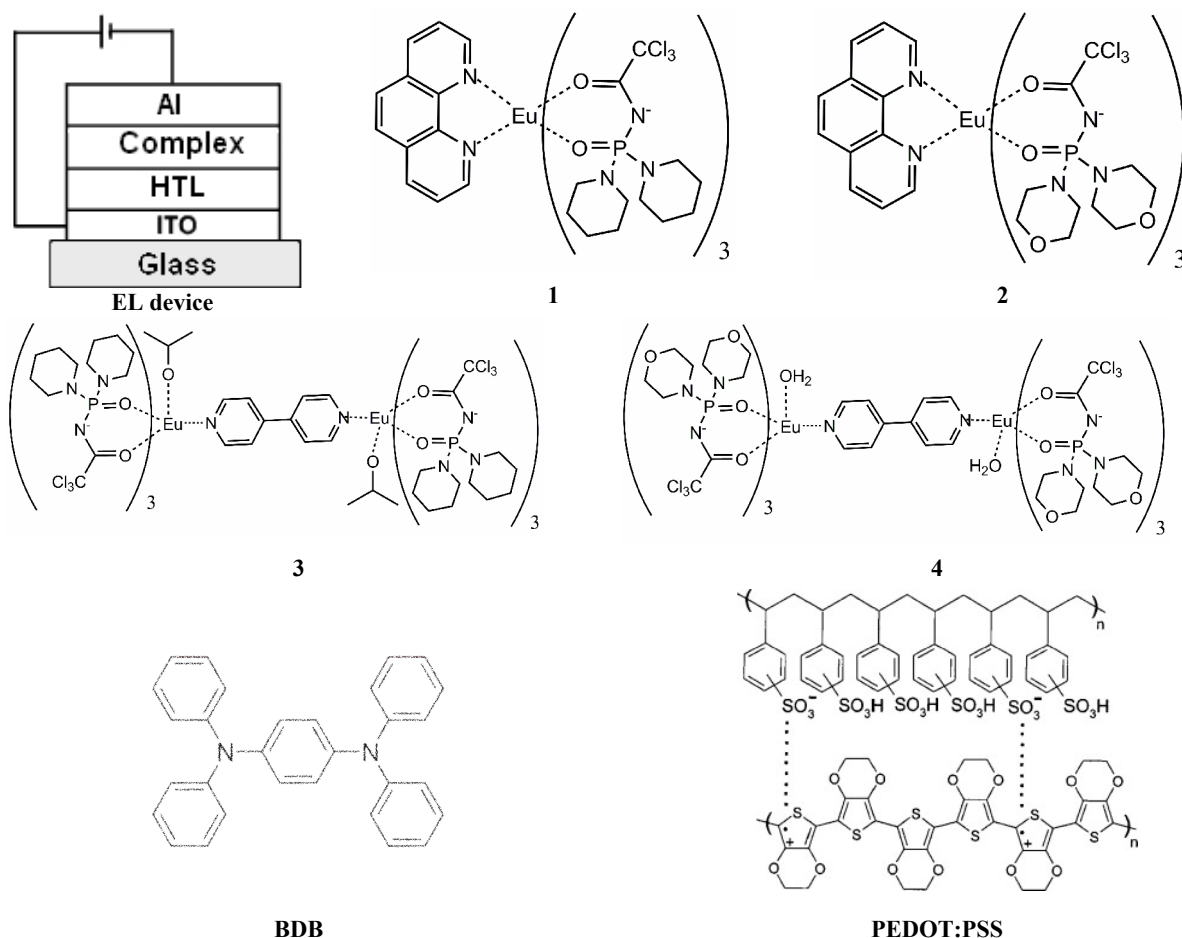 Al
Complex
HTL
ITO
Glass
EL device
N
N
Eu
O
CCl3
N-
O=P
N
N
3
1
N
N
Eu
O
CCl3
N-
O=P
N
N
O
O
3
2
N
N
P=O
N-
O
Cl3C
3
O
Eu
N
N
Eu
O
CCl3
N-
O=P
N
N
O
3
3
O
O
N
N
P=O
N-
O
Cl3C
3
OH2
Eu
N
N
Eu
H2O
O
CCl3
N-
O=P
N
N
O
O
3
4
N
N
BDB
n
SO3- SO3H SO3H SO3H SO3- SO3H
O O O O O O
S S S S S S
+ +
O O O O O O
n
PEDOT:PSS